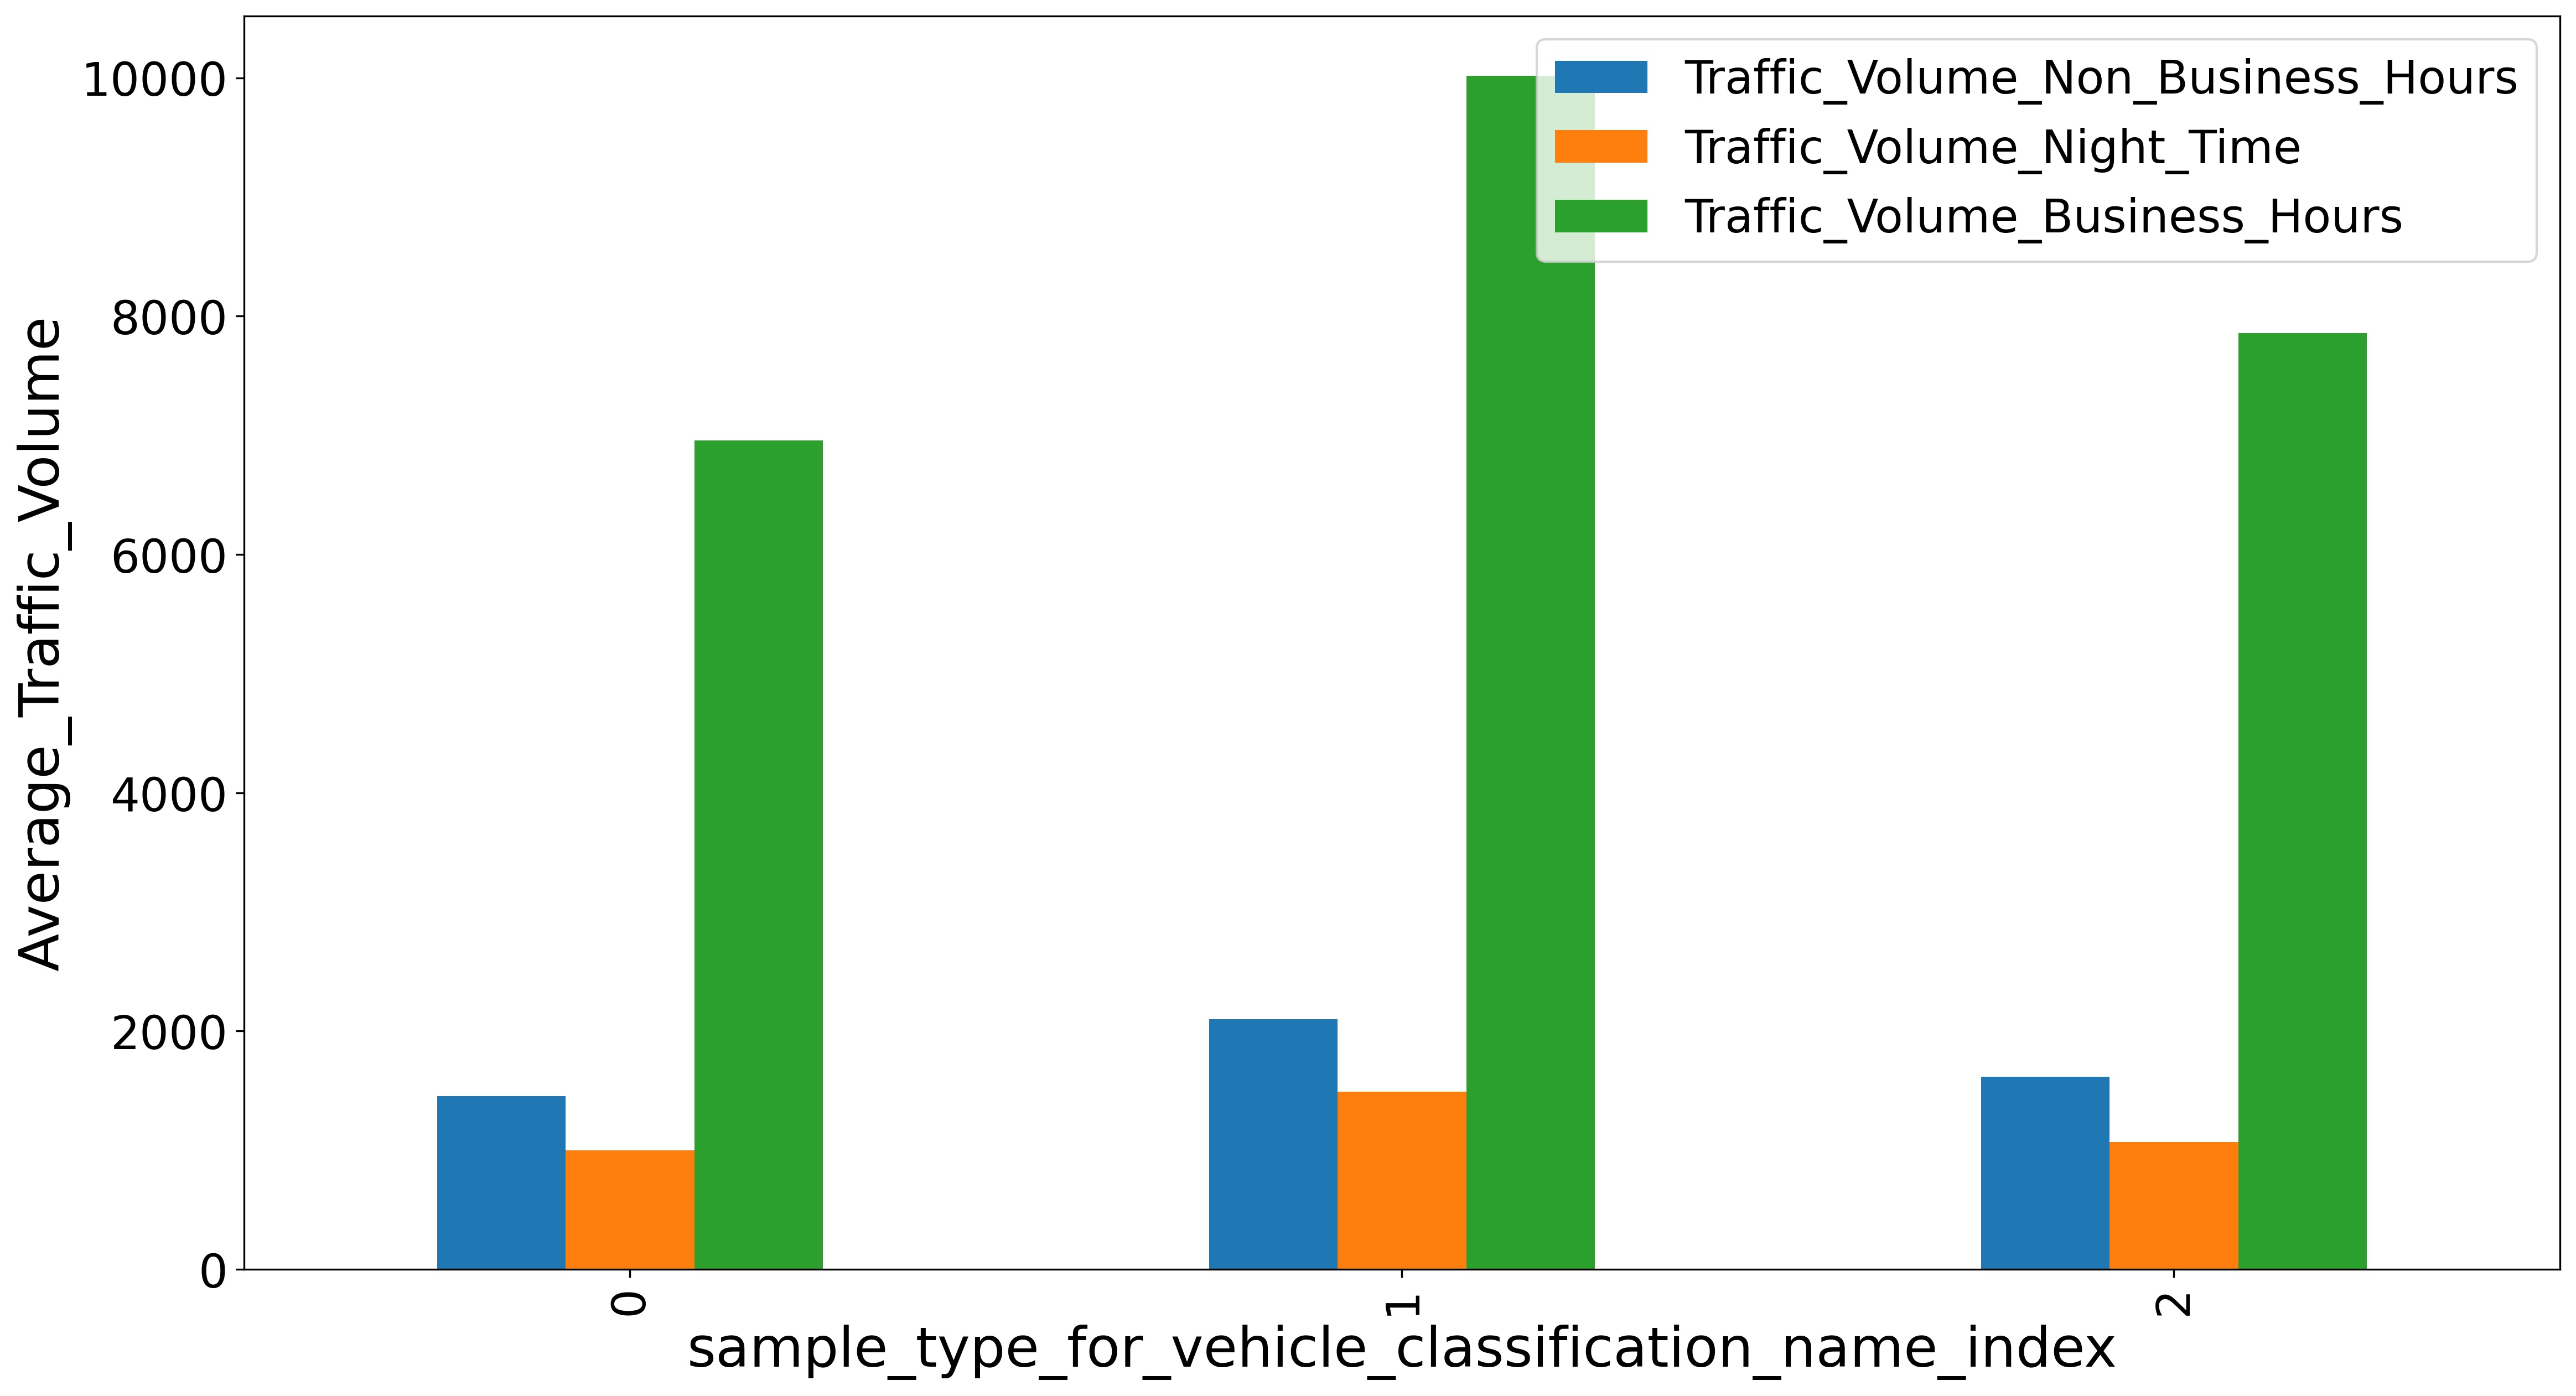 Average_Traffic_Volume
10000
8000
6000
4000
2000
0
Traffic_Volume_Non_Business_Hours
Traffic_Volume_Night_Time
Traffic_Volume_Business_Hours
0
1
2
sample_type_for_vehicle_classification_name_index